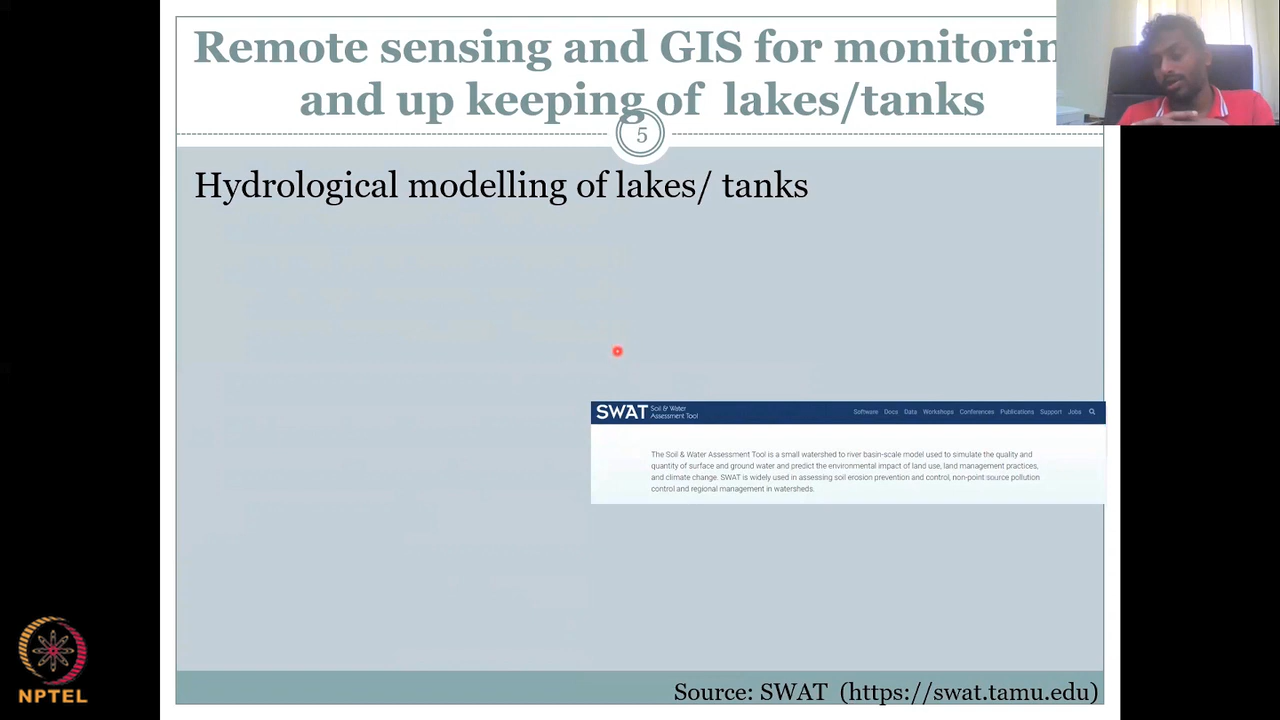 Remote sensing and GIS for monitorin
and up keeping of lakes/tanks
5
Hydrological modelling of lakes/ tanks
SWAT Soil & Water
Assessment Tool
Software Docs Data Workshops Conferences Publications Support Jobs
The Soil & Water Assessment Tool is a small watershed to river basin-scale model used to simulate the quality and
quantity of surface and ground water and predict the environmental impact of land use, land management practices,
and climate change. SWAT is widely used in assessing soil erosion prevention and control, non-point source pollution
control and regional management in watersheds.
Source: SWAT (https://swat.tamu.edu)
NPTEL